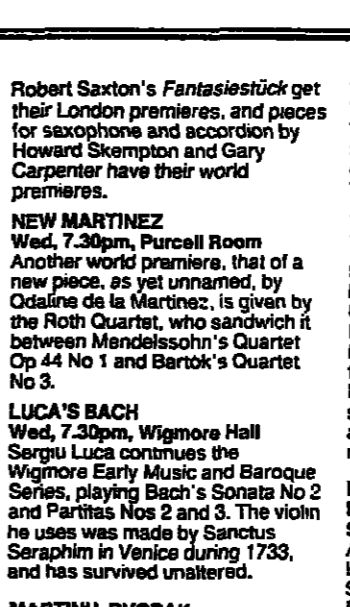 Robert Saxton's Fantasiestück get
their London premieres, and pieces
for saxophone and accordion by
Howard Skempton and Gary
Carpenter have their world
premieres.
NEW MARTINEZ
Wed, 7.30pm, Purcell Room
Another world premiere, that of a
new piece, as yet unnamed, by
Odaline de la Martinez, is given by
the Roth Quartet, who sandwich it
between Mendelssohn's Quartet
Op 44 No 1 and Bartók's Quartet
No 3.
LUCA'S BACH
Wed, 7.30pm, Wigmore Hall
Sergiu Luca continues the
Wigmore Early Music and Baroque
Series, playing Bach's Sonata No 2
and Partitas Nos 2 and 3. The violin
he uses was made by Sanctus
Seraphim in Venice during 1733,
and has survived unaltered.
MARTINU, DVORAK